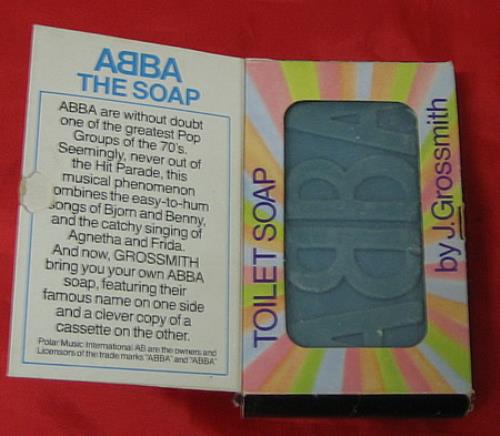 AᗺBA
THE SOAP
ABBA are without doubt
one of the greatest Pop
Groups of the 70's.
Seemingly, never out of
the Hit Parade, this
musical phenomenon
combines the easy-to-hum
songs of Bjorn and Benny,
and the catchy singing of
Agnetha and Frida.
And now, GROSSMITH
bring you your own ABBA
soap, featuring their
famous name on one side
and a clever copy of a
cassette on the other.
Polar Music International AB are the owners and
Licensors of the trade marks "ABBA" and "AᗺBA"
TOILET SOAP
AᗺBA
by J. Grossmith